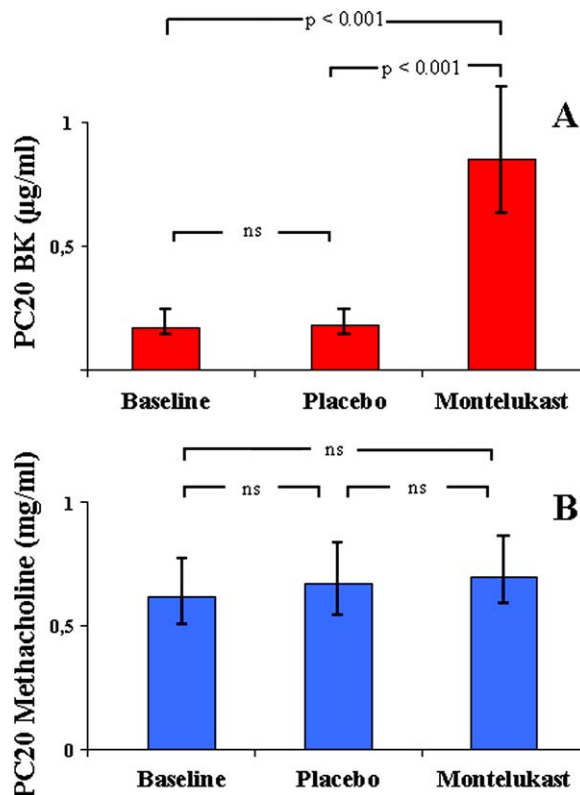 p < 0.001
p < 0.001
A
PC20 BK (µg/ml)
1
0,5
ns
Baseline Placebo Montelukast
ns
ns ns
B
PC20 Methacholine (mg/ml)
1
0,5
0
Baseline Placebo Montelukast